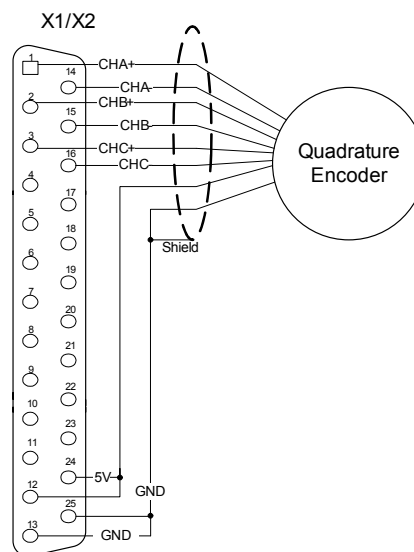 X1/X2
1
14
CHA+
CHA-
2
CHB+
15
CHB-
3
CHC+
16
CHC-
4
17
5
18
6
19
7
20
8
21
9
22
10
23
11
24
5V
12
25
GND
13
GND
Shield
Quadrature
Encoder